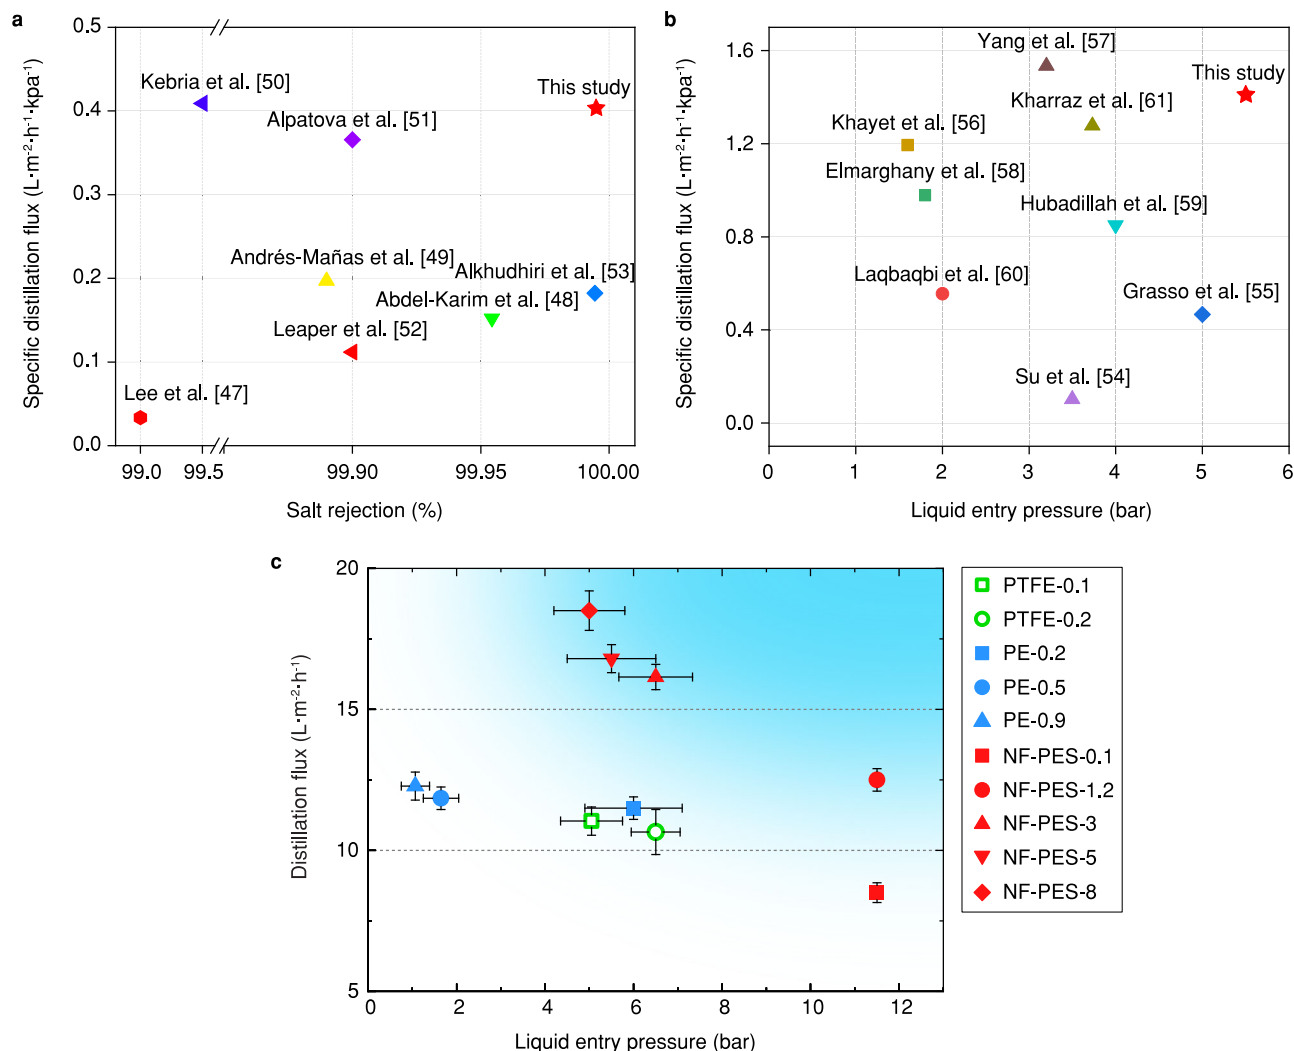 a
0.5
0.4
0.3
0.2
0.1
0.0
Specific distillation flux (L·m⁻²·h⁻¹·kpa⁻¹)
Kebria et al. [50]
This study
Alpatova et al. [51]
Andrés-Mañas et al. [49]
Alkhudhiri et al. [53]
Abdel-Karim et al. [48]
Leaper et al. [52]
Lee et al. [47]
99.0
99.5
99.90
99.95
100.00
Salt rejection (%)
b
1.6
1.2
0.8
0.4
0.0
Specific distillation flux (L·m⁻²·h⁻¹·kpa⁻¹)
Yang et al. [57]
This study
Kharraz et al. [61]
Khayet et al. [56]
Elmarghany et al. [58]
Hubadillah et al. [59]
Laqbaqbi et al. [60]
Grasso et al. [55]
Su et al. [54]
0
1
2
3
4
5
6
Liquid entry pressure (bar)
c
20
15
10
5
Distillation flux (L·m⁻²·h⁻¹)
0
2
4
6
8
10
12
Liquid entry pressure (bar)
PTFE-0.1
PTFE-0.2
PE-0.2
PE-0.5
PE-0.9
NF-PES-0.1
NF-PES-1.2
NF-PES-3
NF-PES-5
NF-PES-8